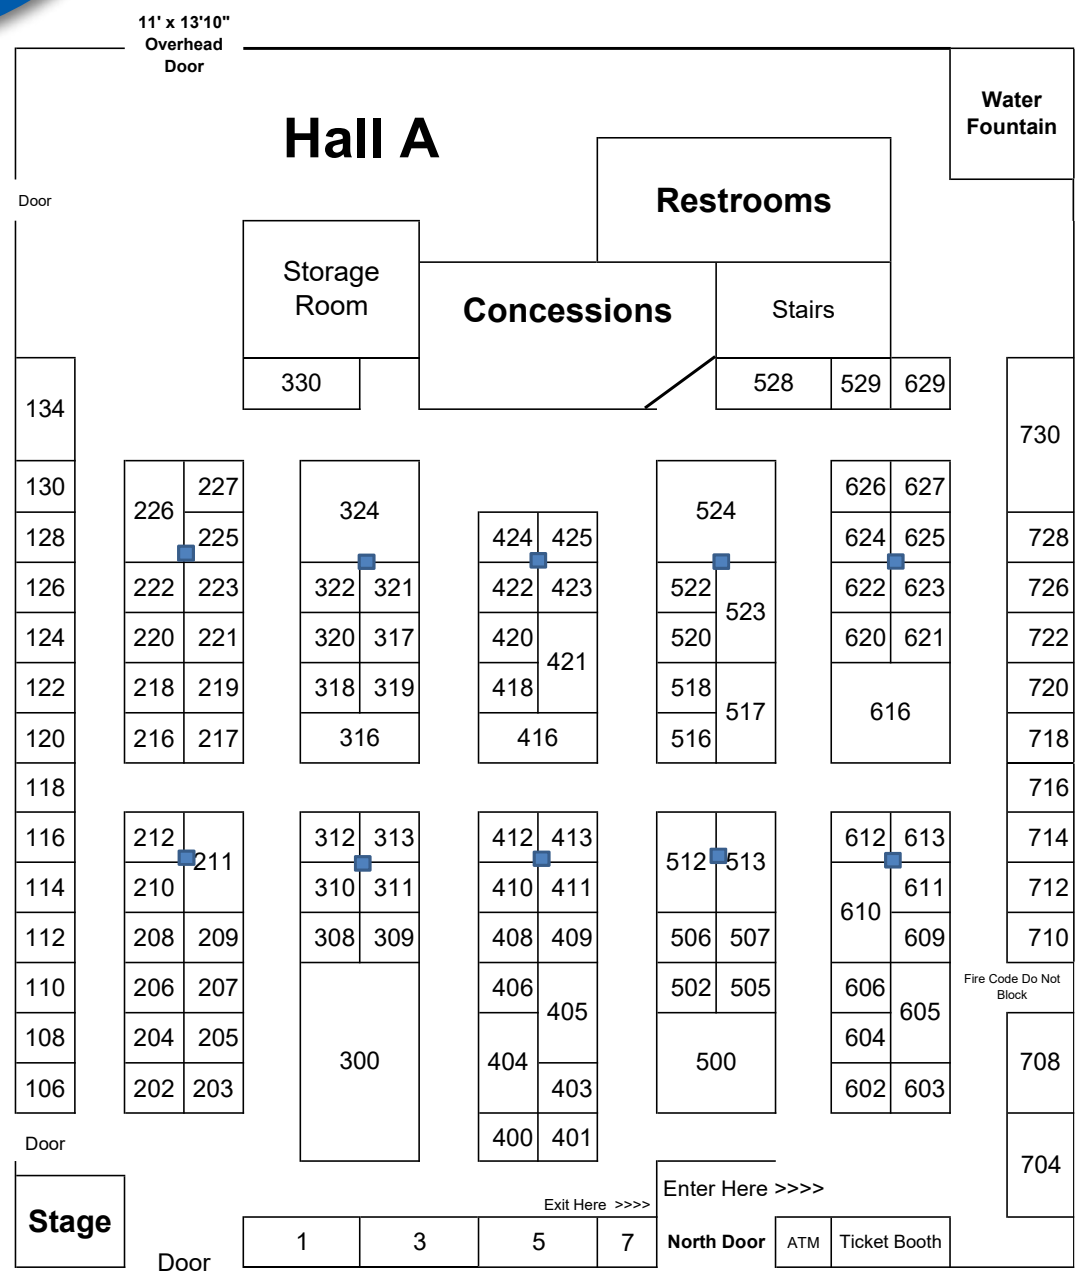 11' x 13'10"
Overhead
Door
Water
Fountain
Hall A
Restrooms
Door
Storage
Room
Concessions
Stairs
330
528 529 629
134
730
130 226 227 324 524 626 627
128 225 424 425 624 625 728
126 222 223 322 321 422 423 522 523 622 623 726
124 220 221 320 317 420 421 520 620 621 722
122 218 219 318 319 418 518 517 616 720
120 216 217 316 416 516 718
118 716
116 212 211 312 313 412 413 512 513 612 613 714
114 210 310 311 410 411 610 611 712
112 208 209 308 309 408 409 506 507 609 710
110 206 207 406 405 502 505 606 605 Fire Code Do Not
Block
108 204 205 300 404 500 604 708
106 202 203 403 602 603
Door 400 401
704
Enter Here >>>>
Exit Here >>>>
Stage
1 3 5 7 North Door ATM Ticket Booth
Door